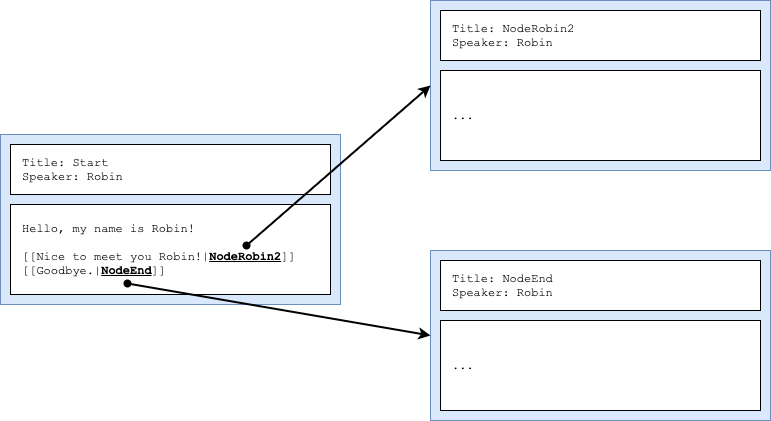 Title: NodeRobin2
Speaker: Robin
...
Title: Start
Speaker: Robin
Hello, my name is Robin!
[[Nice to meet you Robin!|NodeRobin2]]
[[Goodbye.|NodeEnd]]
Title: NodeEnd
Speaker: Robin
...